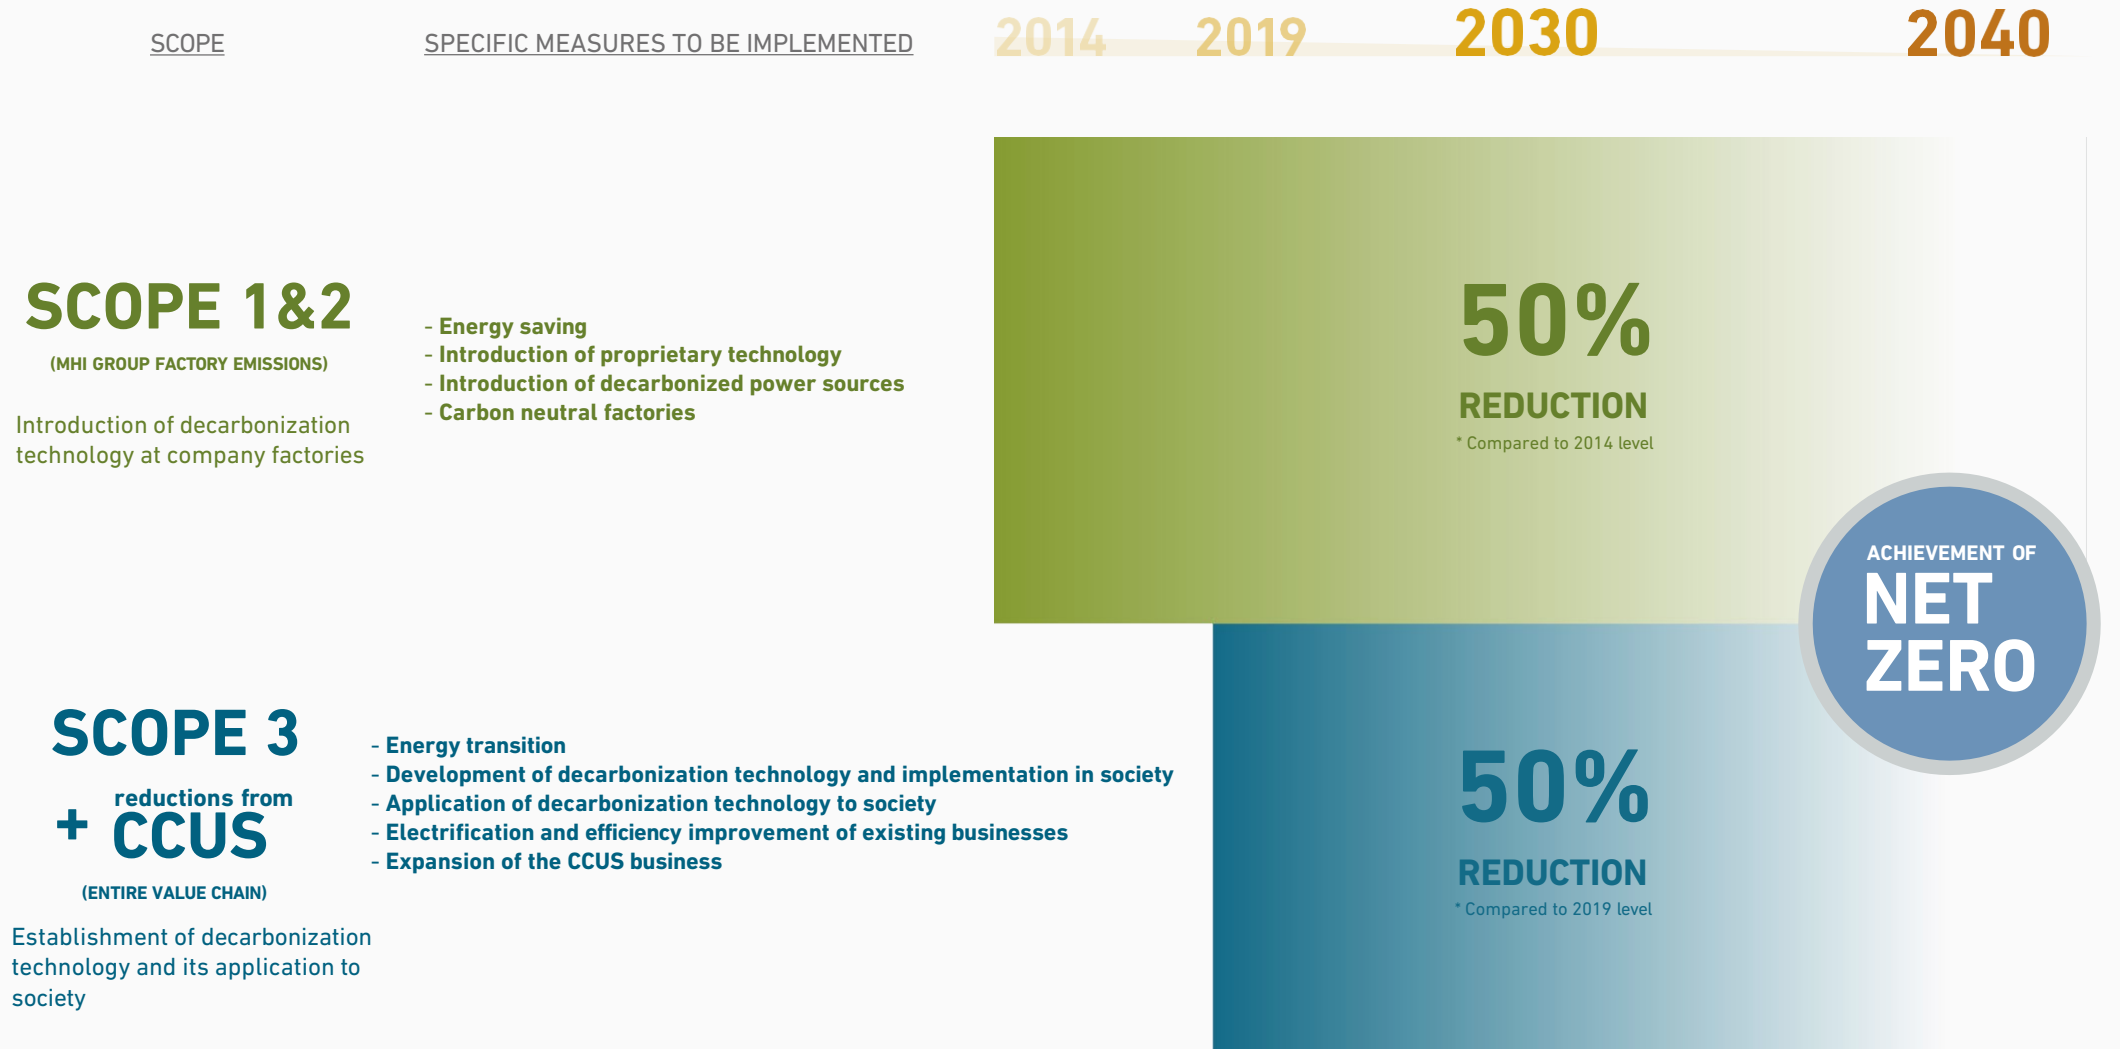 SCOPE
SPECIFIC MEASURES TO BE IMPLEMENTED
2014
2019
2030
2040
SCOPE 1&2
(MHI GROUP FACTORY EMISSIONS)
Introduction of decarbonization
technology at company factories
- Energy saving
- Introduction of proprietary technology
- Introduction of decarbonized power sources
- Carbon neutral factories
50%
REDUCTION
* Compared to 2014 level
ACHIEVEMENT OF
NET
ZERO
SCOPE 3
+ reductions from
CCUS
(ENTIRE VALUE CHAIN)
Establishment of decarbonization
technology and its application to
society
- Energy transition
- Development of decarbonization technology and implementation in society
- Application of decarbonization technology to society
- Electrification and efficiency improvement of existing businesses
- Expansion of the CCUS business
50%
REDUCTION
* Compared to 2019 level